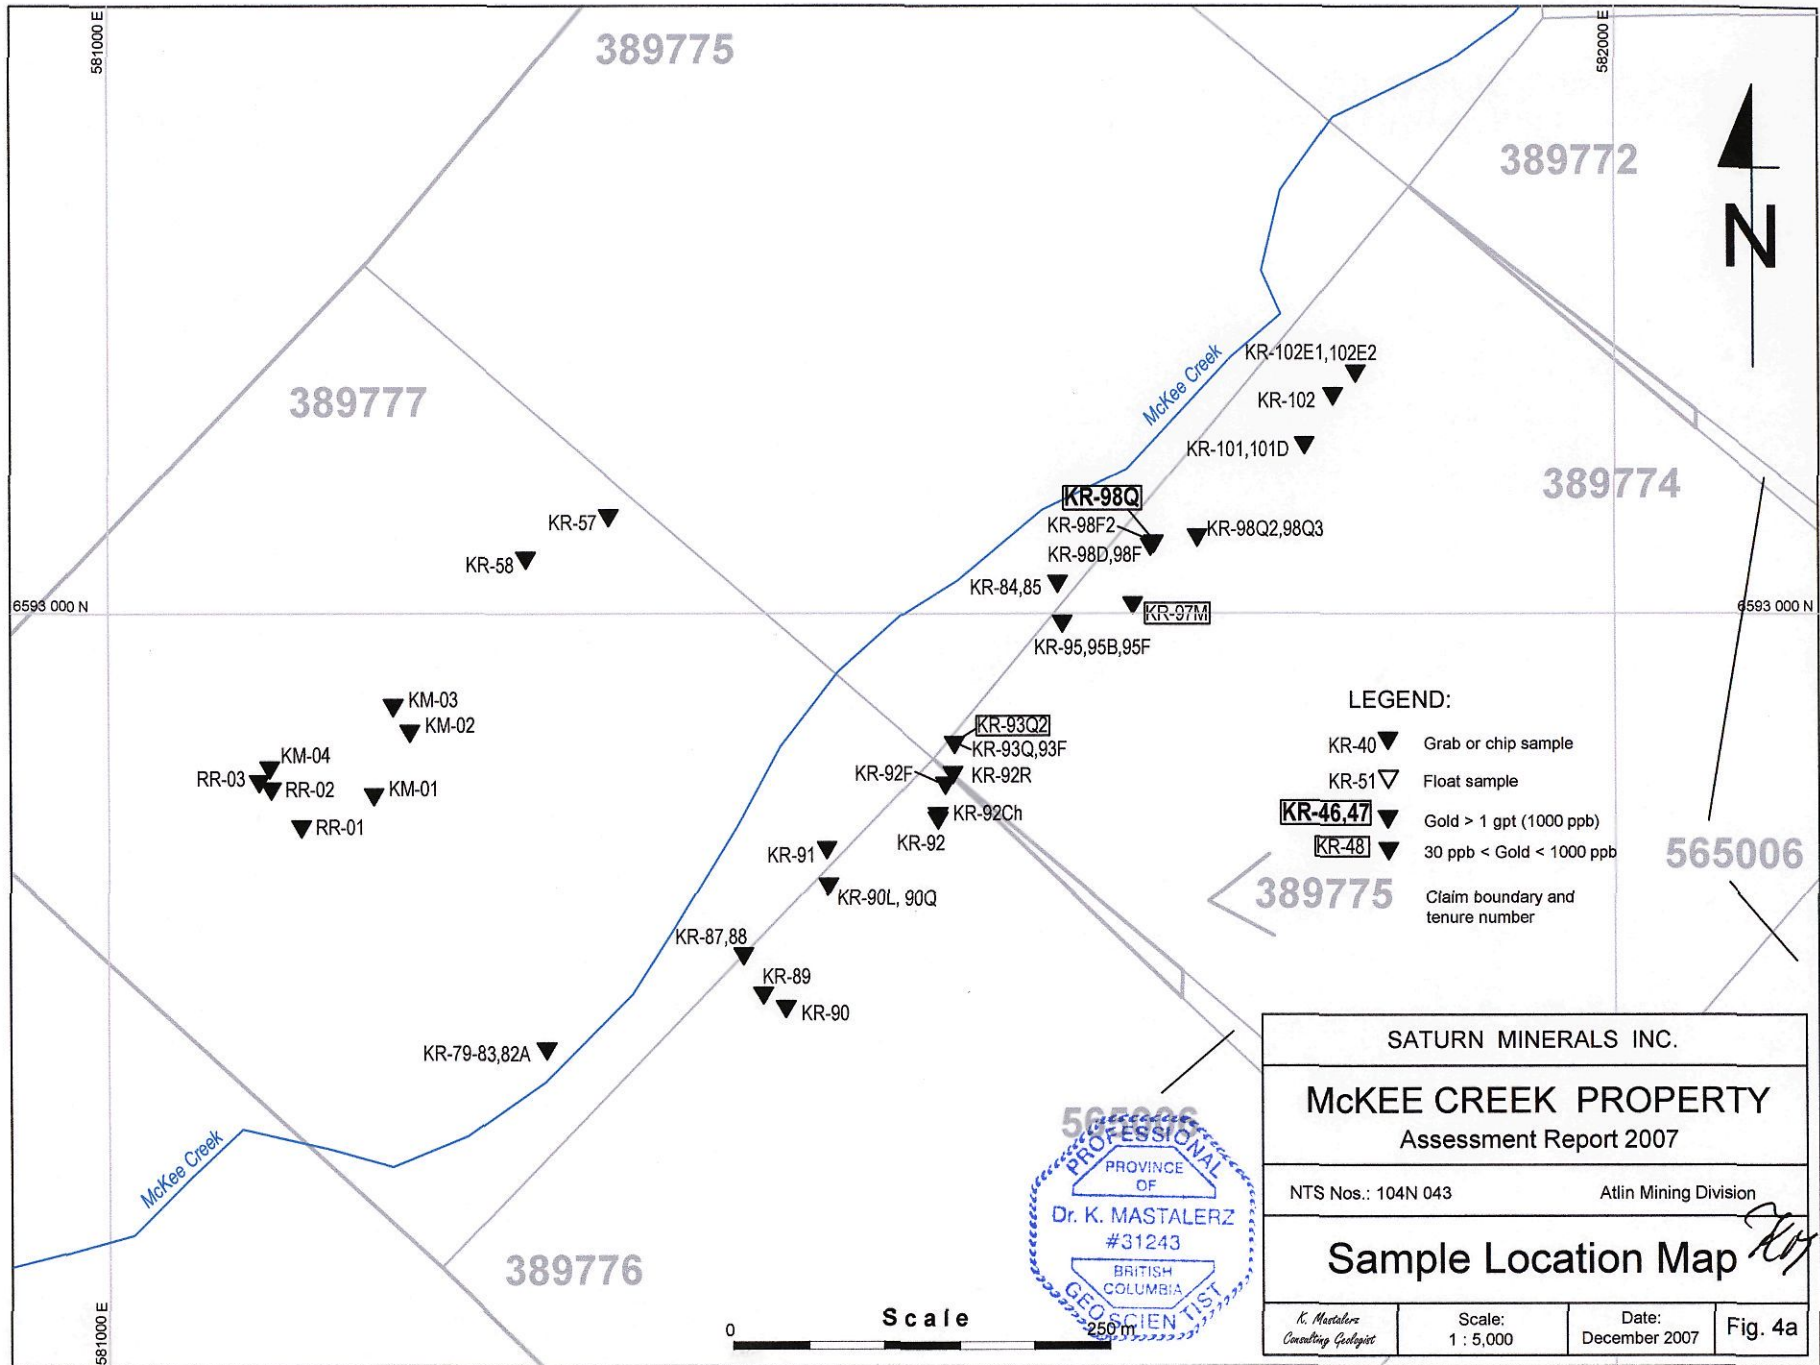 581000 E
389775
582000 E
389772
N
KR-102E1,102E2
McKee Creek
KR-102
389777
KR-101,101D
389774
KR-98Q
KR-57
KR-98F2
KR-98Q2,98Q3
KR-58
KR-98D,98F
KR-84,85
6593 000 N
6593 000 N
KR-97M
KR-95,95B,95F
KM-03
KM-02
KR-93Q2
KR-93Q,93F
KM-04
RR-03
RR-02
KM-01
KR-92F
KR-92R
RR-01
KR-92Ch
KR-92
KR-91
KR-90L, 90Q
KR-87,88
KR-89
KR-90
KR-79-83,82A
LEGEND:
KR-40 Grab or chip sample
KR-51 Float sample
KR-46,47 Gold > 1 gpt (1000 ppb)
KR-48 30 ppb < Gold < 1000 ppb
389775 Claim boundary and
tenure number
565006
565006
McKee Creek
389776
581000 E
PROFESSIONAL
PROVINCE
OF
Dr. K. MASTALERZ
#31243
BRITISH
COLUMBIA
GEOSCIENTIST
Scale
0 250 m
SATURN MINERALS INC.
McKEE CREEK PROPERTY
Assessment Report 2007
NTS Nos.: 104N 043 Atlin Mining Division
Sample Location Map
K. Mastalerz
Consulting Geologist
Scale:
1 : 5,000
Date:
December 2007
Fig. 4a